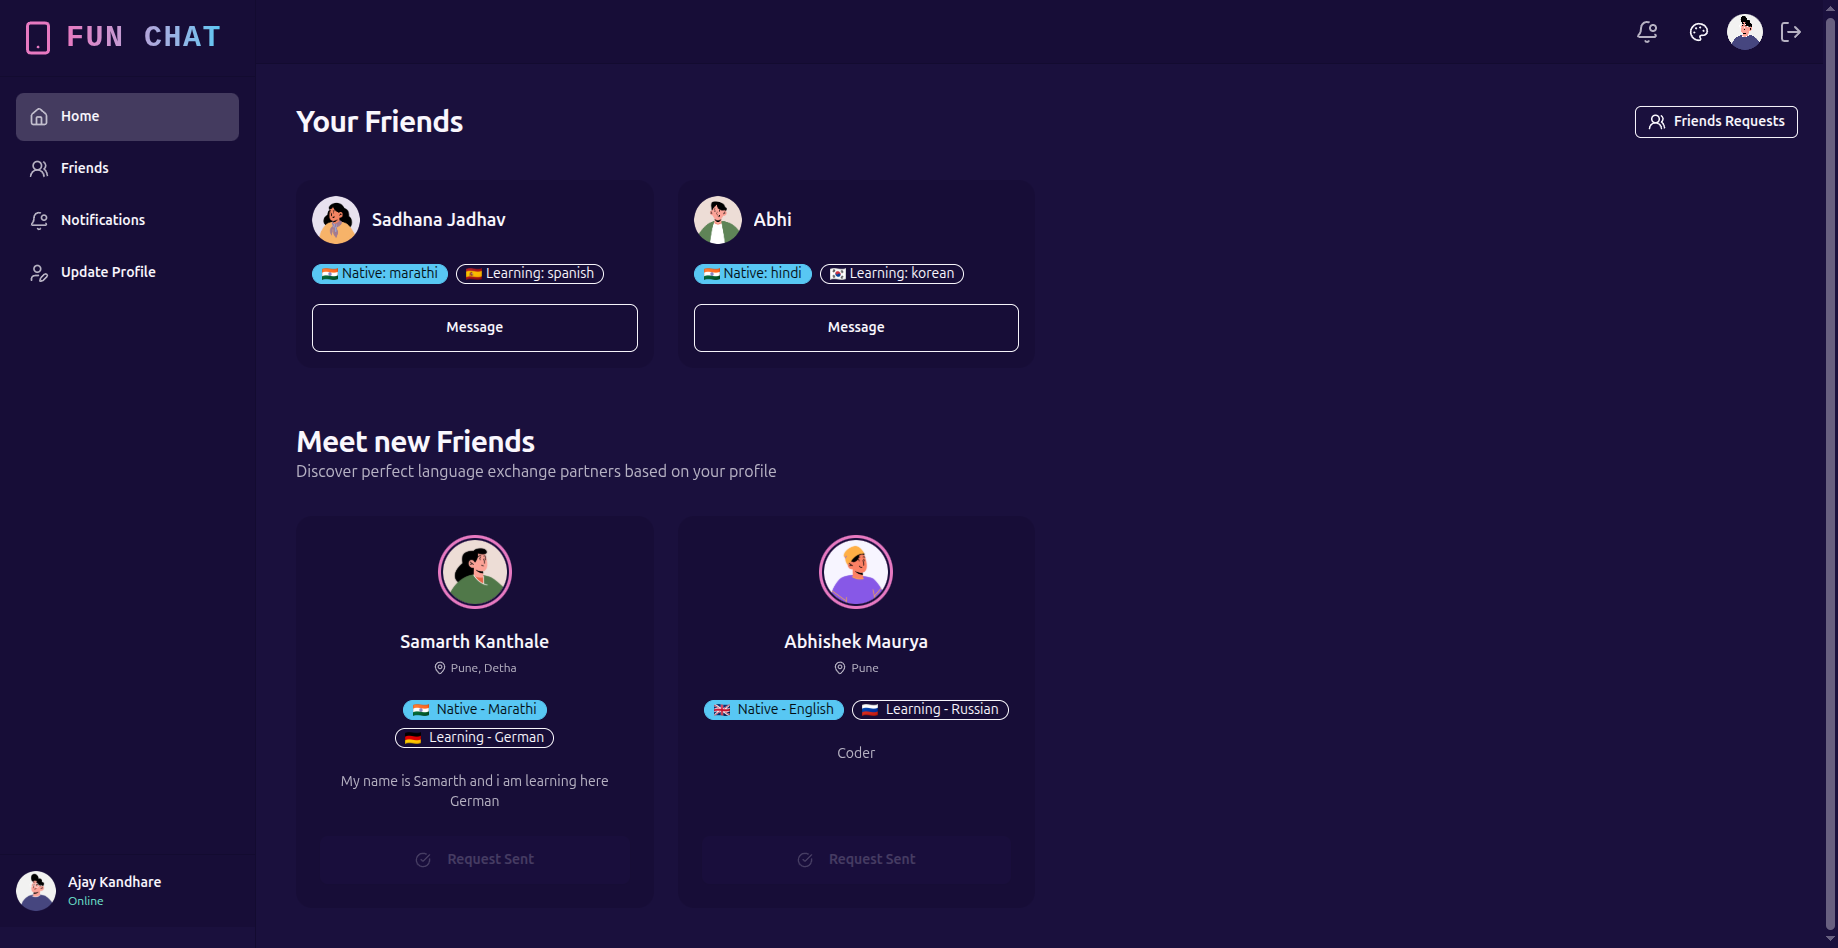 FUN CHAT
Home
Friends
Notifications
Update Profile
Your Friends
Friends Requests
Sadhana Jadhav
Native: marathi
Learning: spanish
Message
Abhi
Native: hindi
Learning: korean
Message
Meet new Friends
Discover perfect language exchange partners based on your profile
Samarth Kanthale
Pune, Detha
Native - Marathi
Learning - German
My name is Samarth and i am learning here
German
Request Sent
Abhishek Maurya
Pune
Native - English
Learning - Russian
Coder
Request Sent
Ajay Kandhare
Online